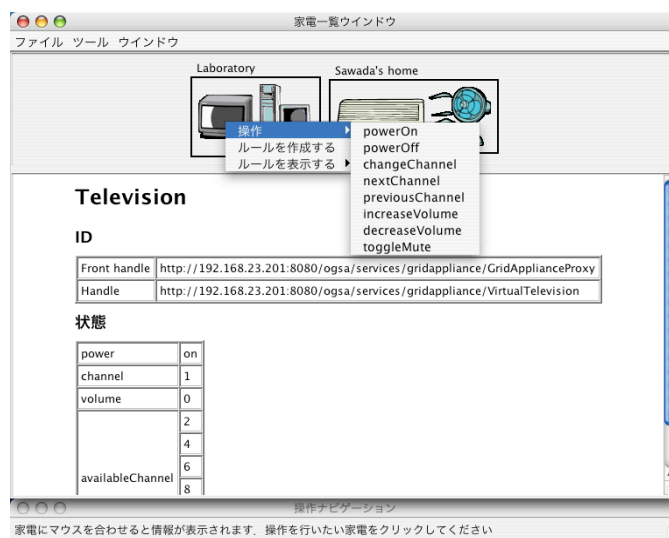 家電一覧ウインドウ
ファイル ツール ウインドウ
Laboratory
Sawada's home
操作
ルールを作成する
ルールを表示する
powerOn
powerOff
changeChannel
nextChannel
previousChannel
increaseVolume
decreaseVolume
toggleMute
Television
ID
Front handle http://192.168.23.201:8080/ogsa/services/gridappliance/GridApplianceProxy
Handle http://192.168.23.201:8080/ogsa/services/gridappliance/VirtualTelevision
状態
power on
channel 1
volume 0
2
4
6
availableChannel
8
操作ナビゲーション
家電にマウスを合わせると情報が表示されます．操作を行いたい家電をクリックしてください